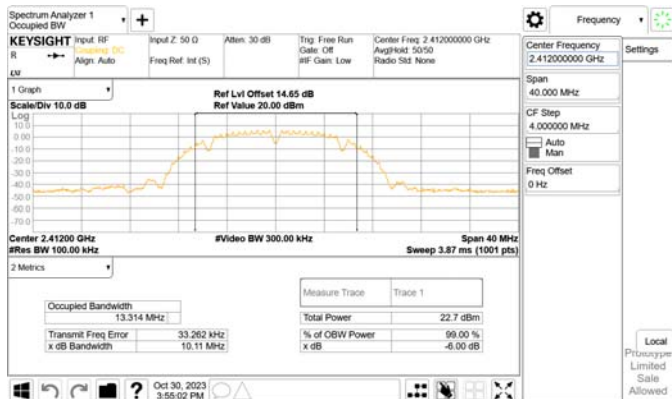 Spectrum Analyzer 1
Occupied BW
Frequency
KEYSIGHT
R
LXI
Input: RF
Coupling: DC
Align: Auto
Input Z: 50 Ω
Freq Ref: Int (S)
Atten: 30 dB
Trig: Free Run
Gate: Off
#IF Gain: Low
Center Freq: 2.412000000 GHz
Avg|Hold: 50/50
Radio Std: None
Center Frequency
2.412000000 GHz
Settings
Span
40.000 MHz
CF Step
4.000000 MHz
Auto
Man
Freq Offset
0 Hz
1 Graph
Scale/Div 10.0 dB
Ref Lvl Offset 14.65 dB
Ref Value 20.00 dBm
Log
10.0
0.00
-10.0
-20.0
-30.0
-40.0
-50.0
-60.0
-70.0
Center 2.41200 GHz
#Res BW 100.00 kHz
#Video BW 300.00 kHz
Span 40 MHz
Sweep 3.87 ms (1001 pts)
2 Metrics
Measure Trace
Trace 1
Occupied Bandwidth
13.314 MHz
Total Power
22.7 dBm
Transmit Freq Error
33.262 kHz
% of OBW Power
99.00 %
x dB Bandwidth
10.11 MHz
x dB
-6.00 dB
Local
Prototype
Limited
Sale
Allowed
?
Oct 30, 2023
3:55:02 PM